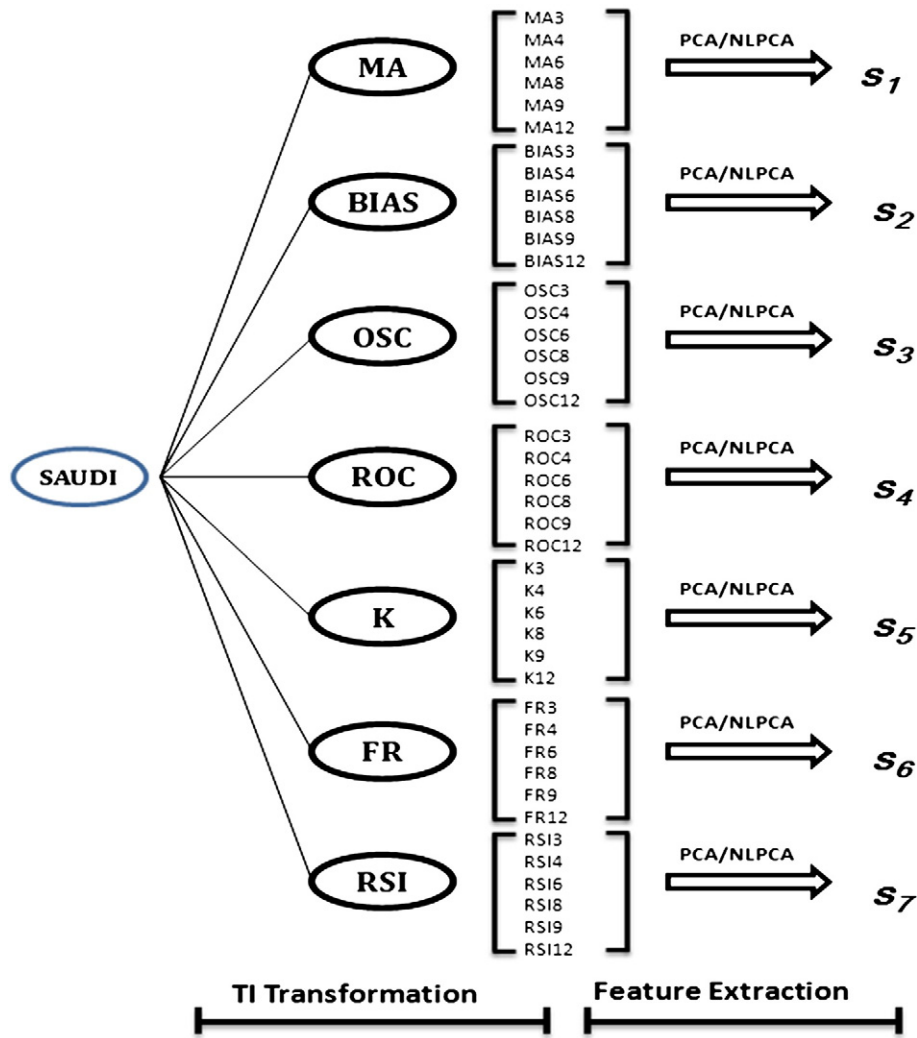 MA
MA3
MA4
MA6
MA8
MA9
MA12
PCA/NLPCA
s1
BIAS
BIAS3
BIAS4
BIAS6
BIAS8
BIAS9
BIAS12
PCA/NLPCA
s2
OSC
OSC3
OSC4
OSC6
OSC8
OSC9
OSC12
PCA/NLPCA
s3
SAUDI
ROC
ROC3
ROC4
ROC6
ROC8
ROC9
ROC12
PCA/NLPCA
s4
K
K3
K4
K6
K8
K9
K12
PCA/NLPCA
s5
FR
FR3
FR4
FR6
FR8
FR9
FR12
PCA/NLPCA
s6
RSI
RSI3
RSI4
RSI6
RSI8
RSI9
RSI12
PCA/NLPCA
s7
TI Transformation
Feature Extraction